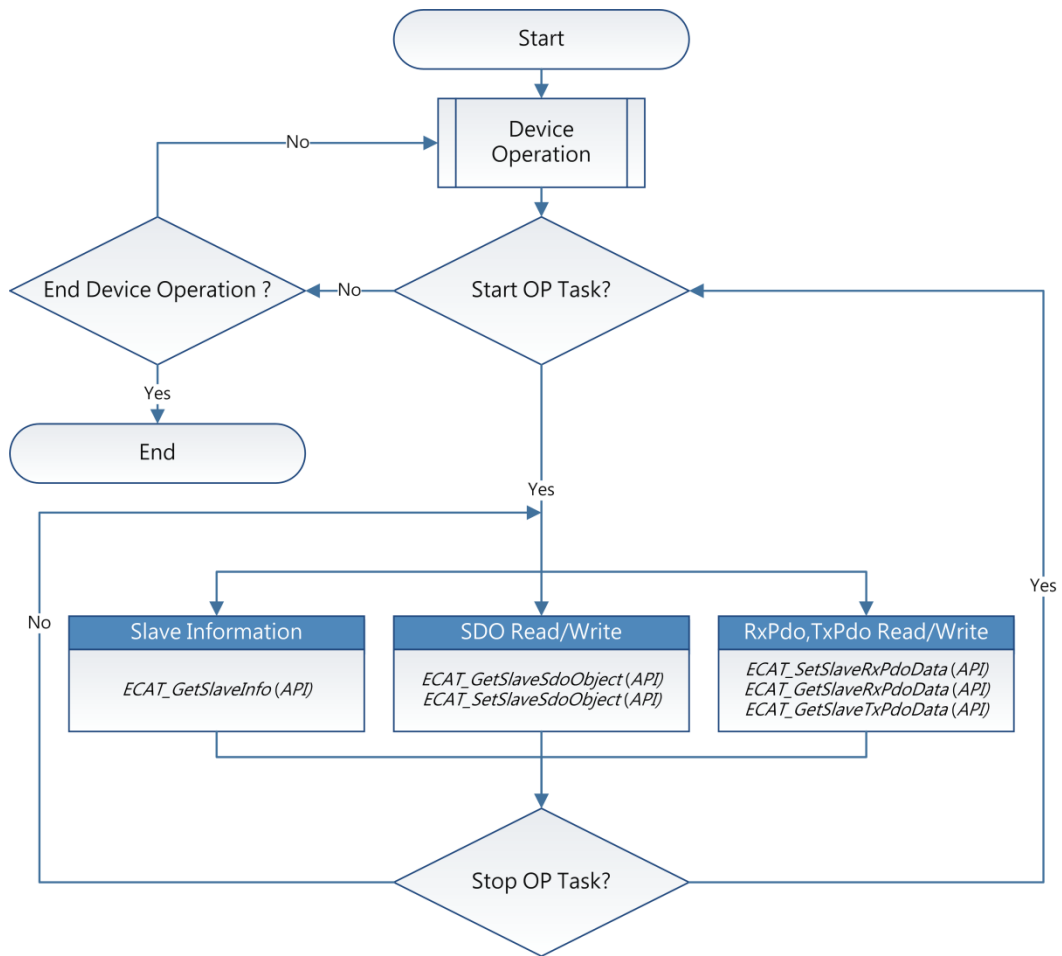 Start
Device
Operation
No
End Device Operation ?
No
Start OP Task?
Yes
End
Yes
No
Yes
Slave Information
ECAT_GetSlaveInfo (API)
SDO Read/Write
ECAT_GetSlaveSdoObject (API)
ECAT_SetSlaveSdoObject (API)
RxPdo,TxPdo Read/Write
ECAT_SetSlaveRxPdoData (API)
ECAT_GetSlaveRxPdoData (API)
ECAT_GetSlaveTxPdoData (API)
Stop OP Task?